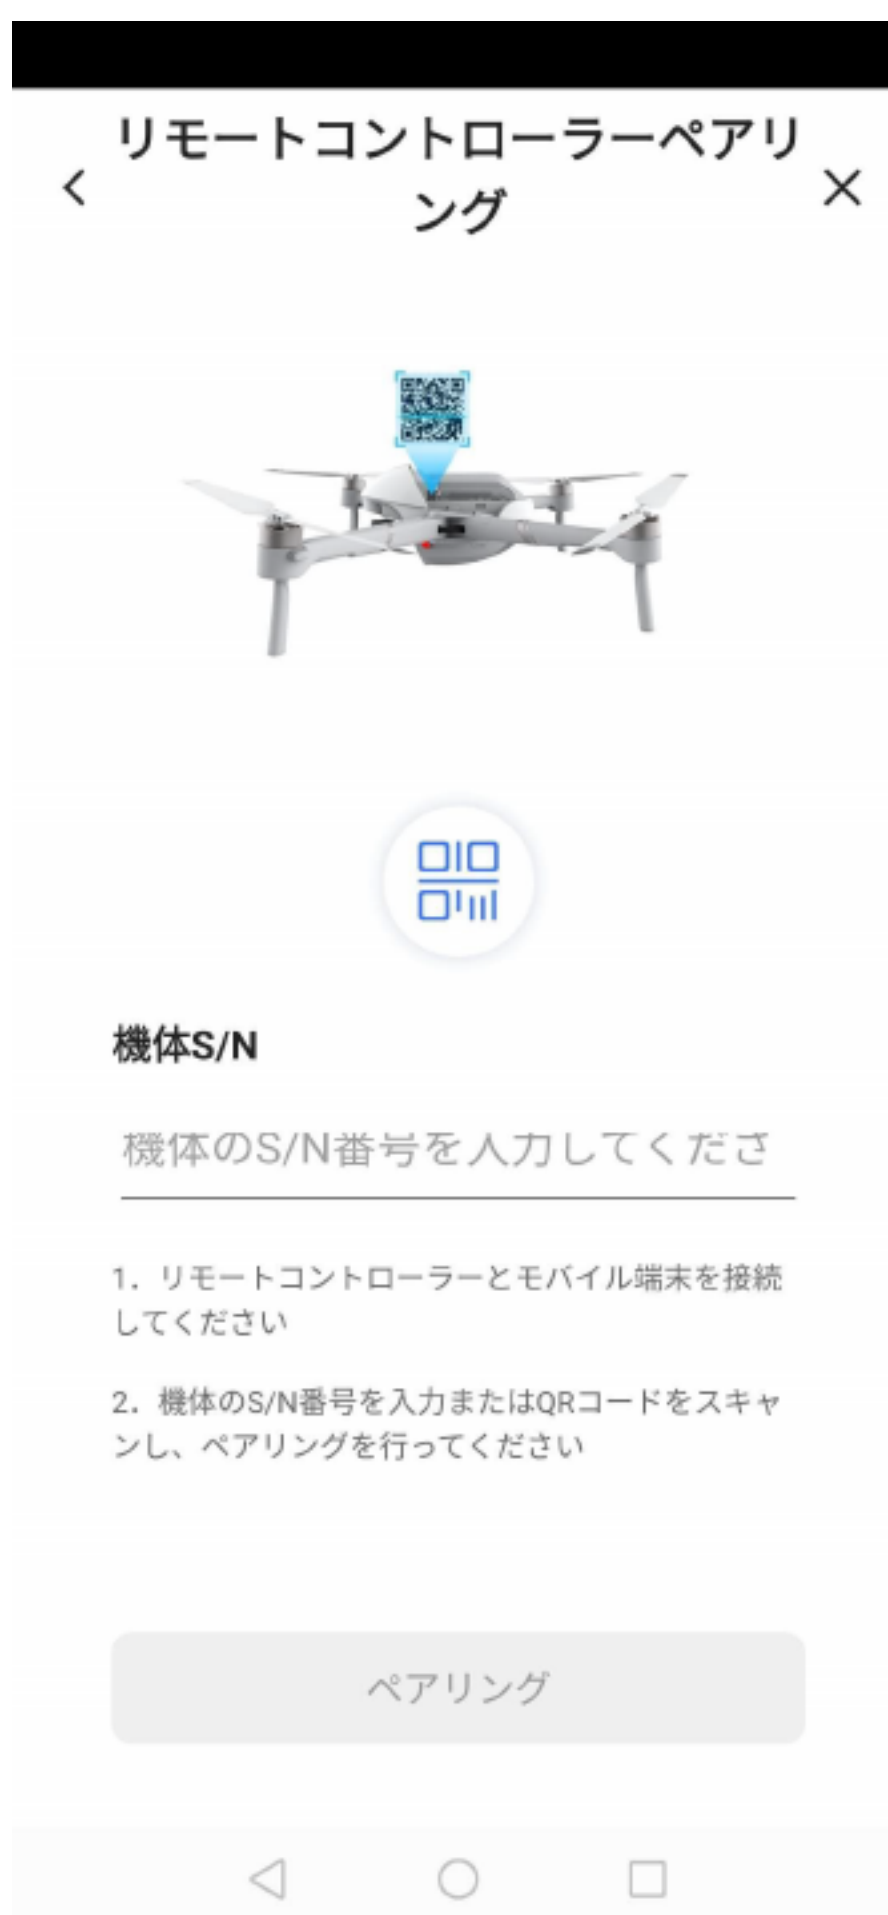 リモートコントローラーペアリ
ング
機体S/N
機体のS/N番号を入力してくださ
1. リモートコントローラーとモバイル端末を接続
してください
2. 機体のS/N番号を入力またはQRコードをスキャ
ンし、ペアリングを行ってください
ペアリング